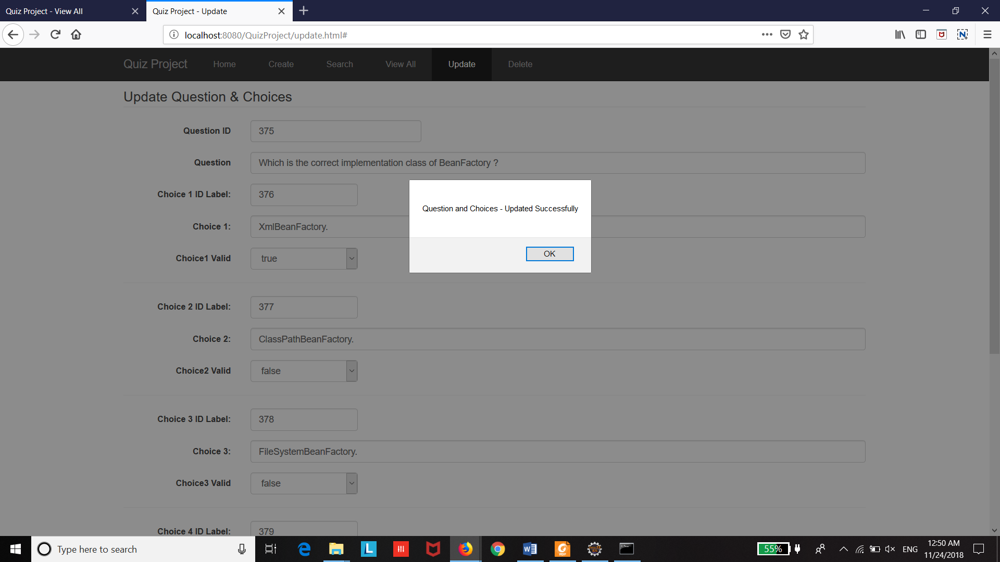 Quiz Project - View All
Quiz Project - Update
localhost:8080/QuizProject/update.html#
Quiz Project Home Create Search View All Update Delete
Update Question & Choices
Question ID 375
Question Which is the correct implementation class of BeanFactory ?
Choice 1 ID Label: 376
Question and Choices - Updated Successfully
Choice 1: XmlBeanFactory.
OK
Choice1 Valid true
Choice 2 ID Label: 377
Choice 2: ClassPathBeanFactory.
Choice2 Valid false
Choice 3 ID Label: 378
Choice 3: FileSystemBeanFactory.
Choice3 Valid false
Choice 4 ID Label: 379
Type here to search
55%
ENG
12:50 AM
11/24/2018